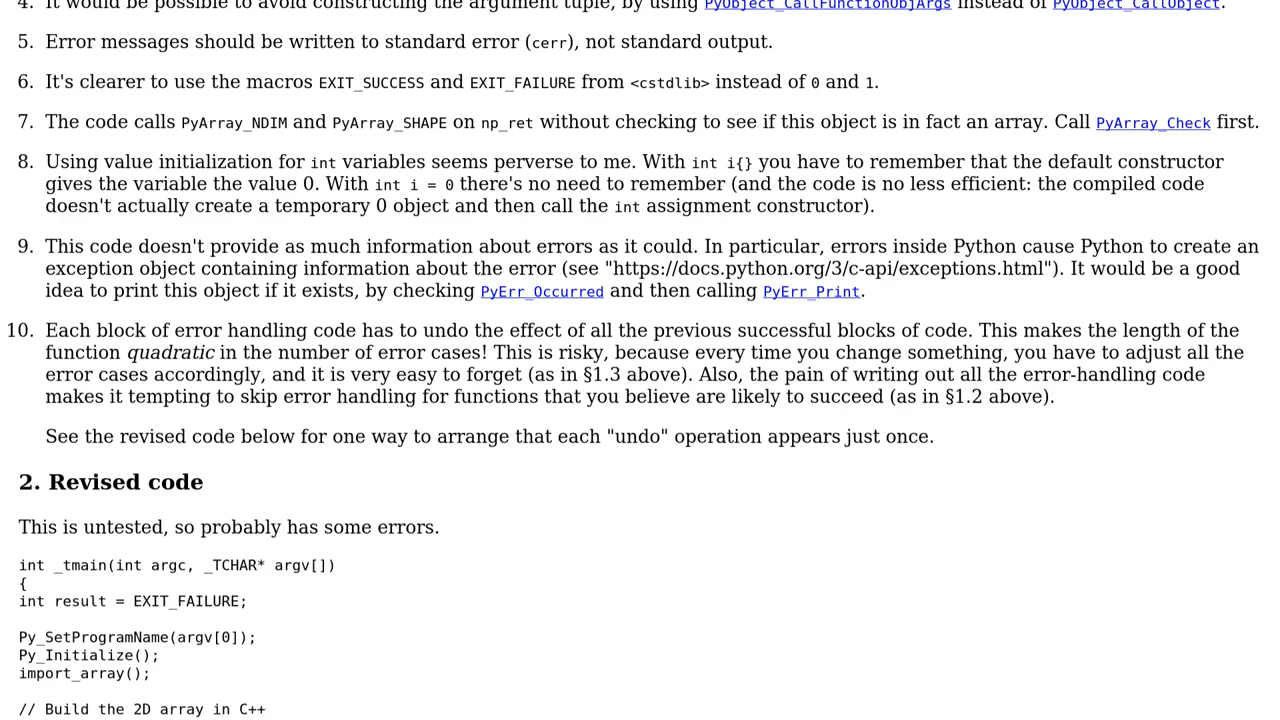 4. It would be possible to avoid constructing the argument tuple, by using PyObject_CallFunctionObjArgs instead of PyObject_CallObject.
5. Error messages should be written to standard error (cerr), not standard output.
6. It's clearer to use the macros EXIT_SUCCESS and EXIT_FAILURE from <cstdlib> instead of 0 and 1.
7. The code calls PyArray_NDIM and PyArray_SHAPE on np_ret without checking to see if this object is in fact an array. Call PyArray_Check first.
8. Using value initialization for int variables seems perverse to me. With int i{} you have to remember that the default constructor
gives the variable the value 0. With int i = 0 there's no need to remember (and the code is no less efficient: the compiled code
doesn't actually create a temporary 0 object and then call the int assignment constructor).
9. This code doesn't provide as much information about errors as it could. In particular, errors inside Python cause Python to create an
exception object containing information about the error (see "https://docs.python.org/3/c-api/exceptions.html"). It would be a good
idea to print this object if it exists, by checking PyErr_Occurred and then calling PyErr_Print.
10. Each block of error handling code has to undo the effect of all the previous successful blocks of code. This makes the length of the
function quadratic in the number of error cases! This is risky, because every time you change something, you have to adjust all the
error cases accordingly, and it is very easy to forget (as in §1.3 above). Also, the pain of writing out all the error-handling code
makes it tempting to skip error handling for functions that you believe are likely to succeed (as in §1.2 above).
See the revised code below for one way to arrange that each "undo" operation appears just once.
2. Revised code
This is untested, so probably has some errors.
int _tmain(int argc, _TCHAR* argv[])
{
int result = EXIT_FAILURE;
Py_SetProgramName(argv[0]);
Py_Initialize();
import_array();
// Build the 2D array in C++